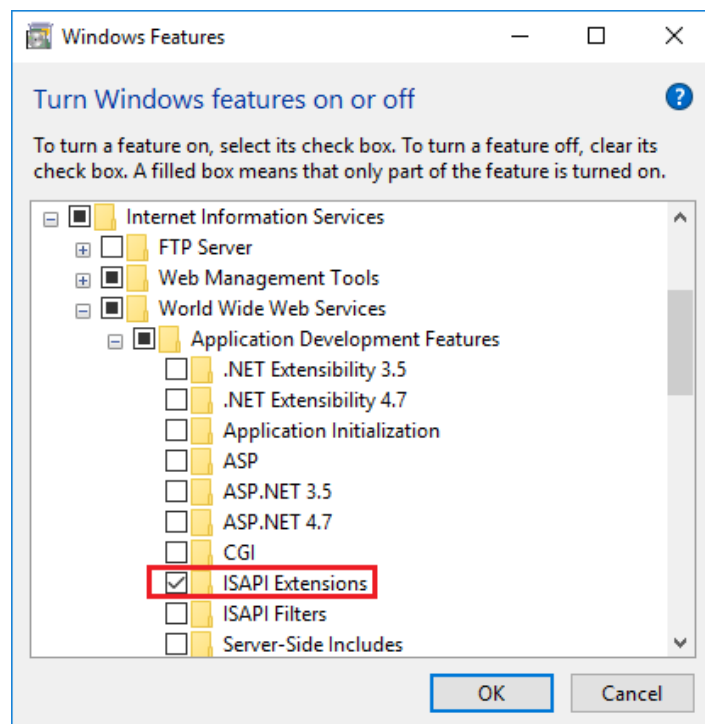 Windows Features
Turn Windows features on or off
?
To turn a feature on, select its check box. To turn a feature off, clear its
check box. A filled box means that only part of the feature is turned on.
Internet Information Services
FTP Server
Web Management Tools
World Wide Web Services
Application Development Features
.NET Extensibility 3.5
.NET Extensibility 4.7
Application Initialization
ASP
ASP.NET 3.5
ASP.NET 4.7
CGI
ISAPI Extensions
ISAPI Filters
Server-Side Includes
OK Cancel